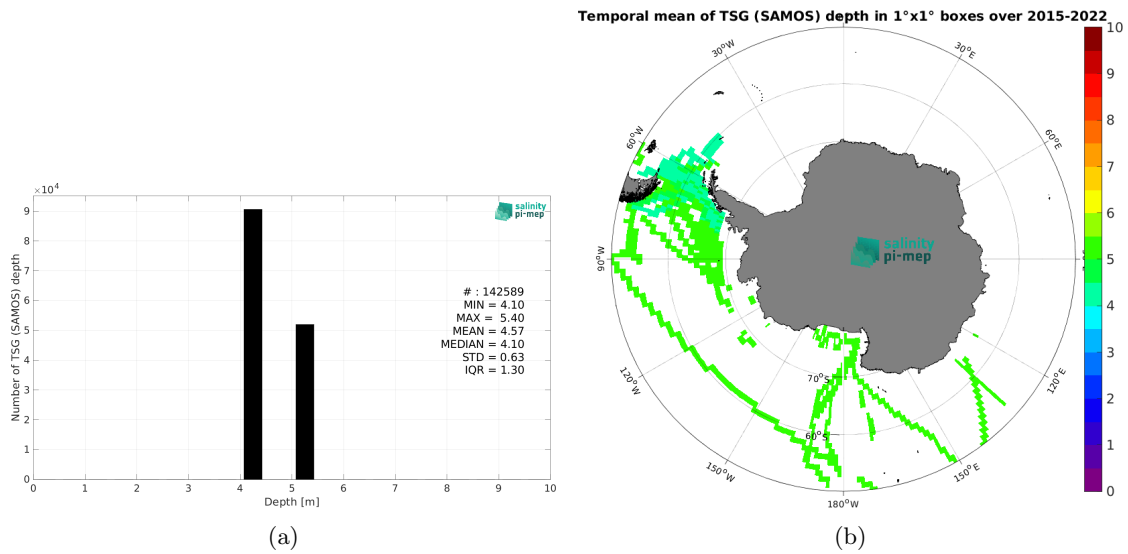 Temporal mean of TSG (SAMOS) depth in 1°x1° boxes over 2015-2022
×10⁴
9
8
7
6
5
4
3
2
1
0
Number of TSG (SAMOS) depth
salinity
pi-mep
# : 142589
MIN = 4.10
MAX = 5.40
MEAN = 4.57
MEDIAN = 4.10
STD = 0.63
IQR = 1.30
0 1 2 3 4 5 6 7 8 9 10
Depth [m]
(a)
30°W
30°E
60°W
60°E
90°W
120°W
120°E
150°W
150°E
180°W
70°S
60°S
salinity
pi-mep
10
9
8
7
6
5
4
3
2
1
0
(b)